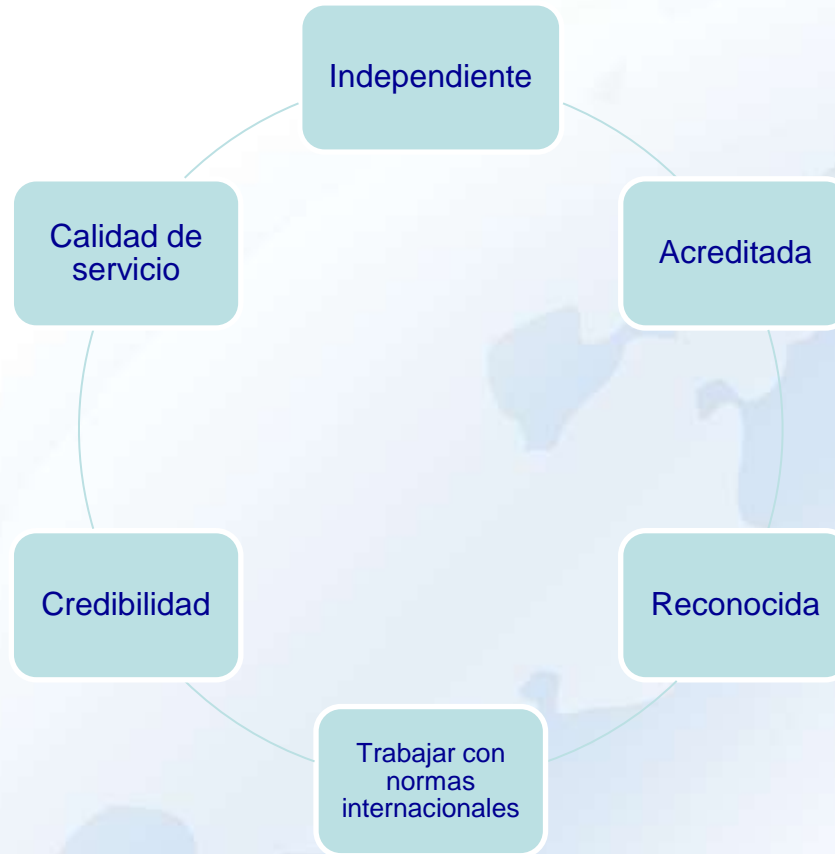 Independiente
Calidad de
servicio
Acreditada
Credibilidad
Reconocida
Trabajar con
normas
internacionales